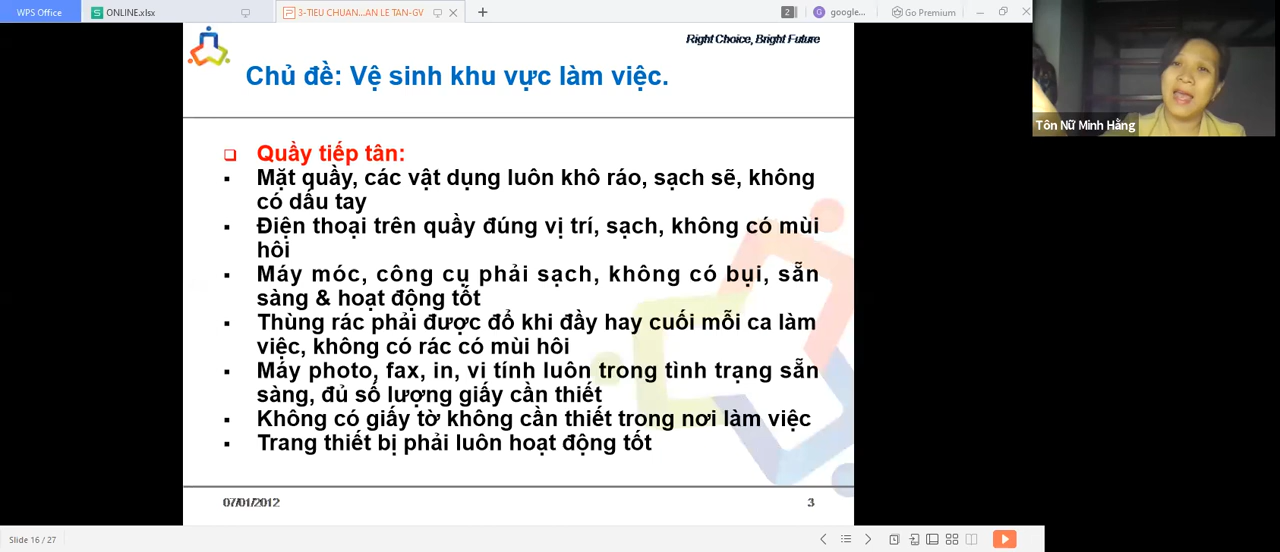 WPS Office
ONLINE.xlsx
3-TIEU CHUAN...AN LE TAN-GV
2
G
google...
Go Premium
Right Choice, Bright Future
Chủ đề: Vệ sinh khu vực làm việc.
Tôn Nữ Minh Hằng
Quầy tiếp tân:
Mặt quầy, các vật dụng luôn khô ráo, sạch sẽ, không
có dấu tay
Điện thoại trên quầy đúng vị trí, sạch, không có mùi
hôi
Máy móc, công cụ phải sạch, không có bụi, sẵn
sàng & hoạt động tốt
Thùng rác phải được đổ khi đầy hay cuối mỗi ca làm
việc, không có rác có mùi hôi
Máy photo, fax, in, vi tính luôn trong tình trạng sẵn
sàng, đủ số lượng giấy cần thiết
Không có giấy tờ không cần thiết trong nơi làm việc
Trang thiết bị phải luôn hoạt động tốt
07/01/2012
3
Slide 16 / 27